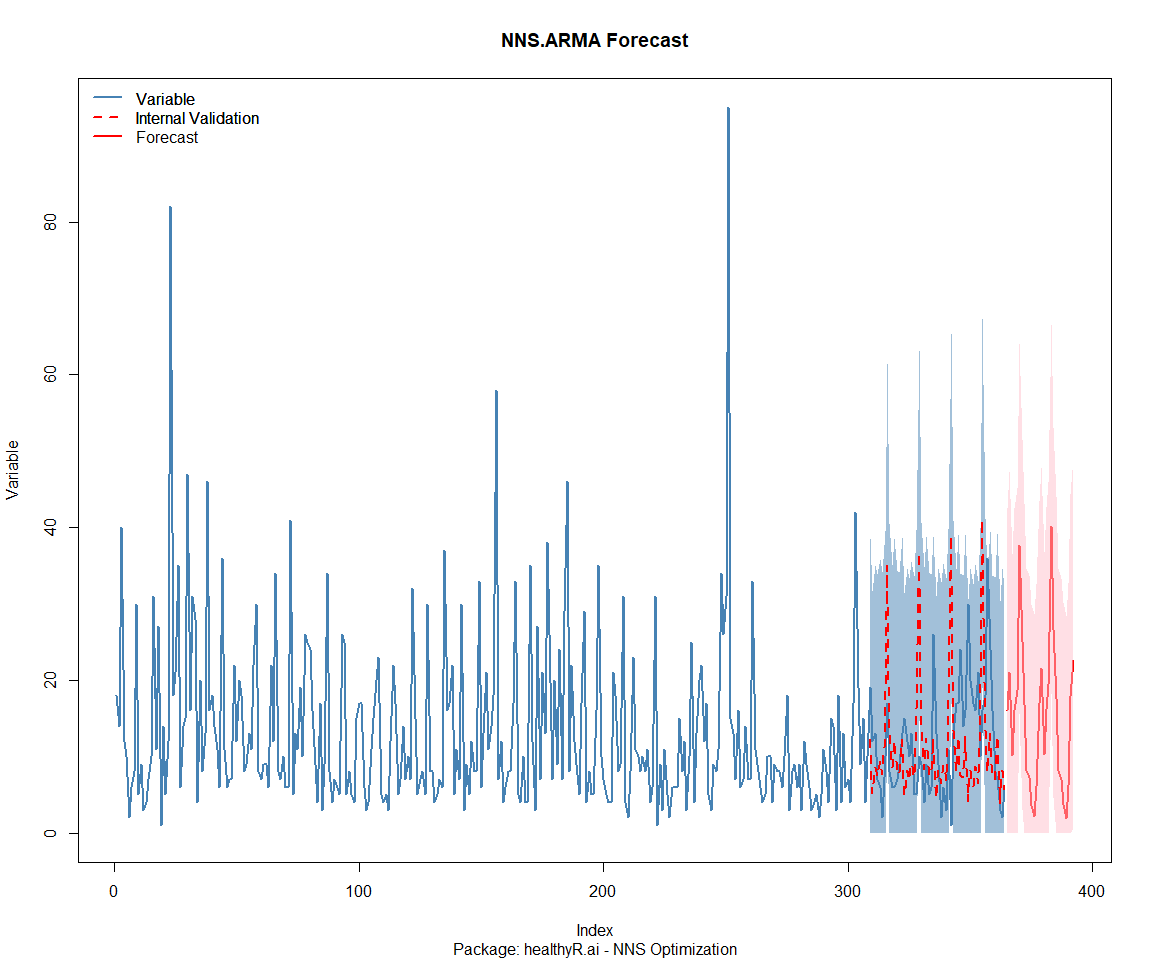 NNS.ARMA Forecast
Variable
Internal Validation
Forecast
Variable
80
60
40
20
0
0 100 200 300 400
Index
Package: healthyR.ai - NNS Optimization